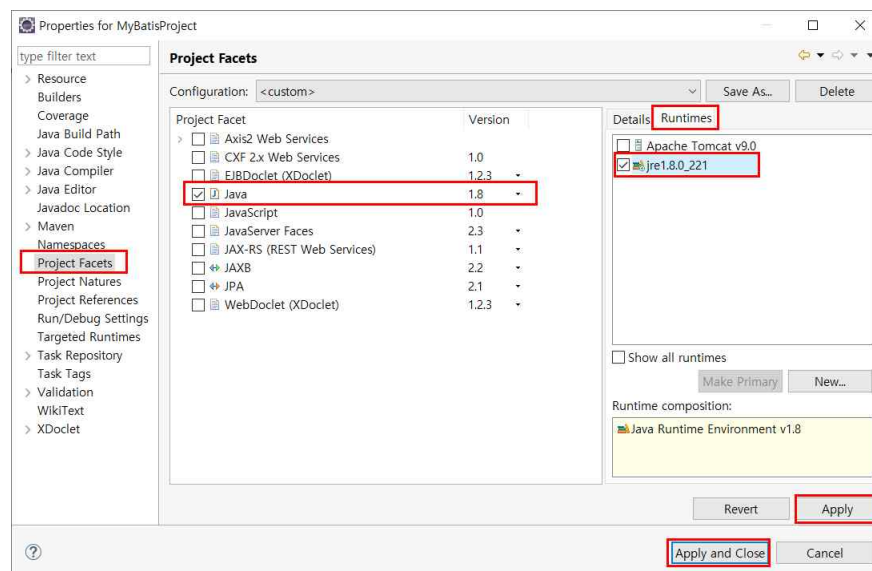 Properties for MyBatisProject
type filter text
Resource
Builders
Coverage
Java Build Path
Java Code Style
Java Compiler
Java Editor
Javadoc Location
Maven
Namespaces
Project Facets
Project Natures
Project References
Run/Debug Settings
Targeted Runtimes
Task Repository
Task Tags
Validation
WikiText
XDoclet
Project Facets
Configuration: <custom> Save As... Delete
Project Facet Version
Axis2 Web Services
CXF 2.x Web Services 1.0
EJBDoclet (XDoclet) 1.2.3
Java 1.8
JavaScript 1.0
JavaServer Faces 2.3
JAX-RS (REST Web Services) 1.1
JAXB 2.2
JPA 2.1
WebDoclet (XDoclet) 1.2.3
Details Runtimes
Apache Tomcat v9.0
jre1.8.0_221
Show all runtimes
Make Primary New...
Runtime composition:
Java Runtime Environment v1.8
Revert Apply
? Apply and Close Cancel